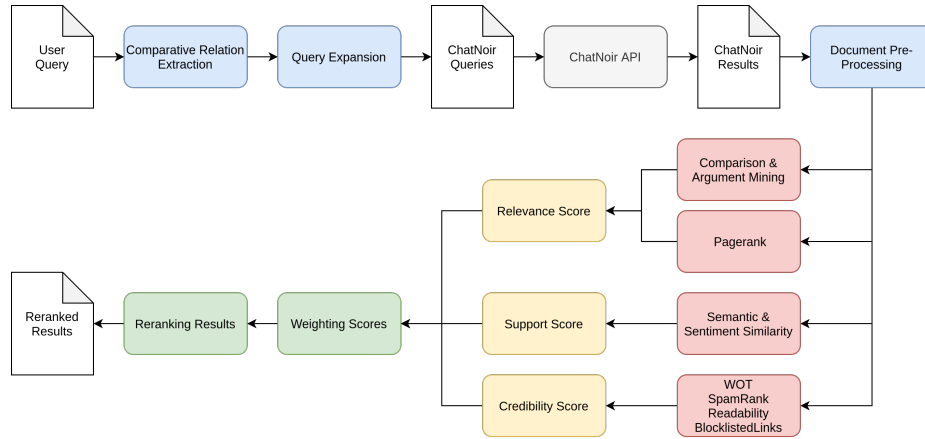 User
Query
Comparative Relation
Extraction
Query Expansion
ChatNoir
Queries
ChatNoir API
ChatNoir
Results
Document Pre-
Processing
Comparison &
Argument Mining
Relevance Score
Pagerank
Reranked
Results
Reranking Results
Weighting Scores
Support Score
Semantic &
Sentiment Similarity
Credibility Score
WOT
SpamRank
Readability
BlocklistedLinks